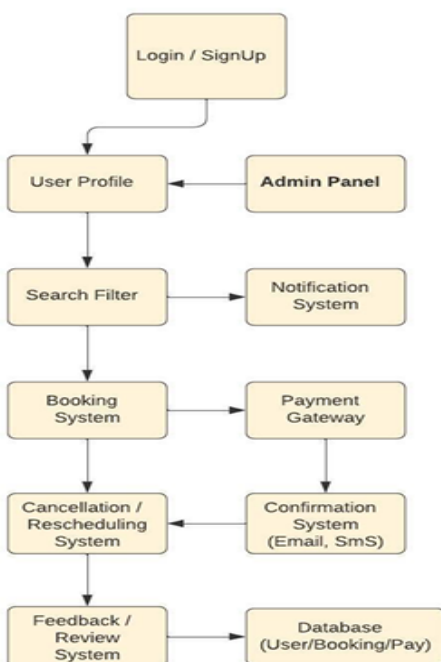 Login / SignUp
User Profile
Admin Panel
Search Filter
Notification
System
Booking
System
Payment
Gateway
Cancellation /
Rescheduling
System
Confirmation
System
(Email, SmS)
Feedback /
Review
System
Database
(User/Booking/Pay)